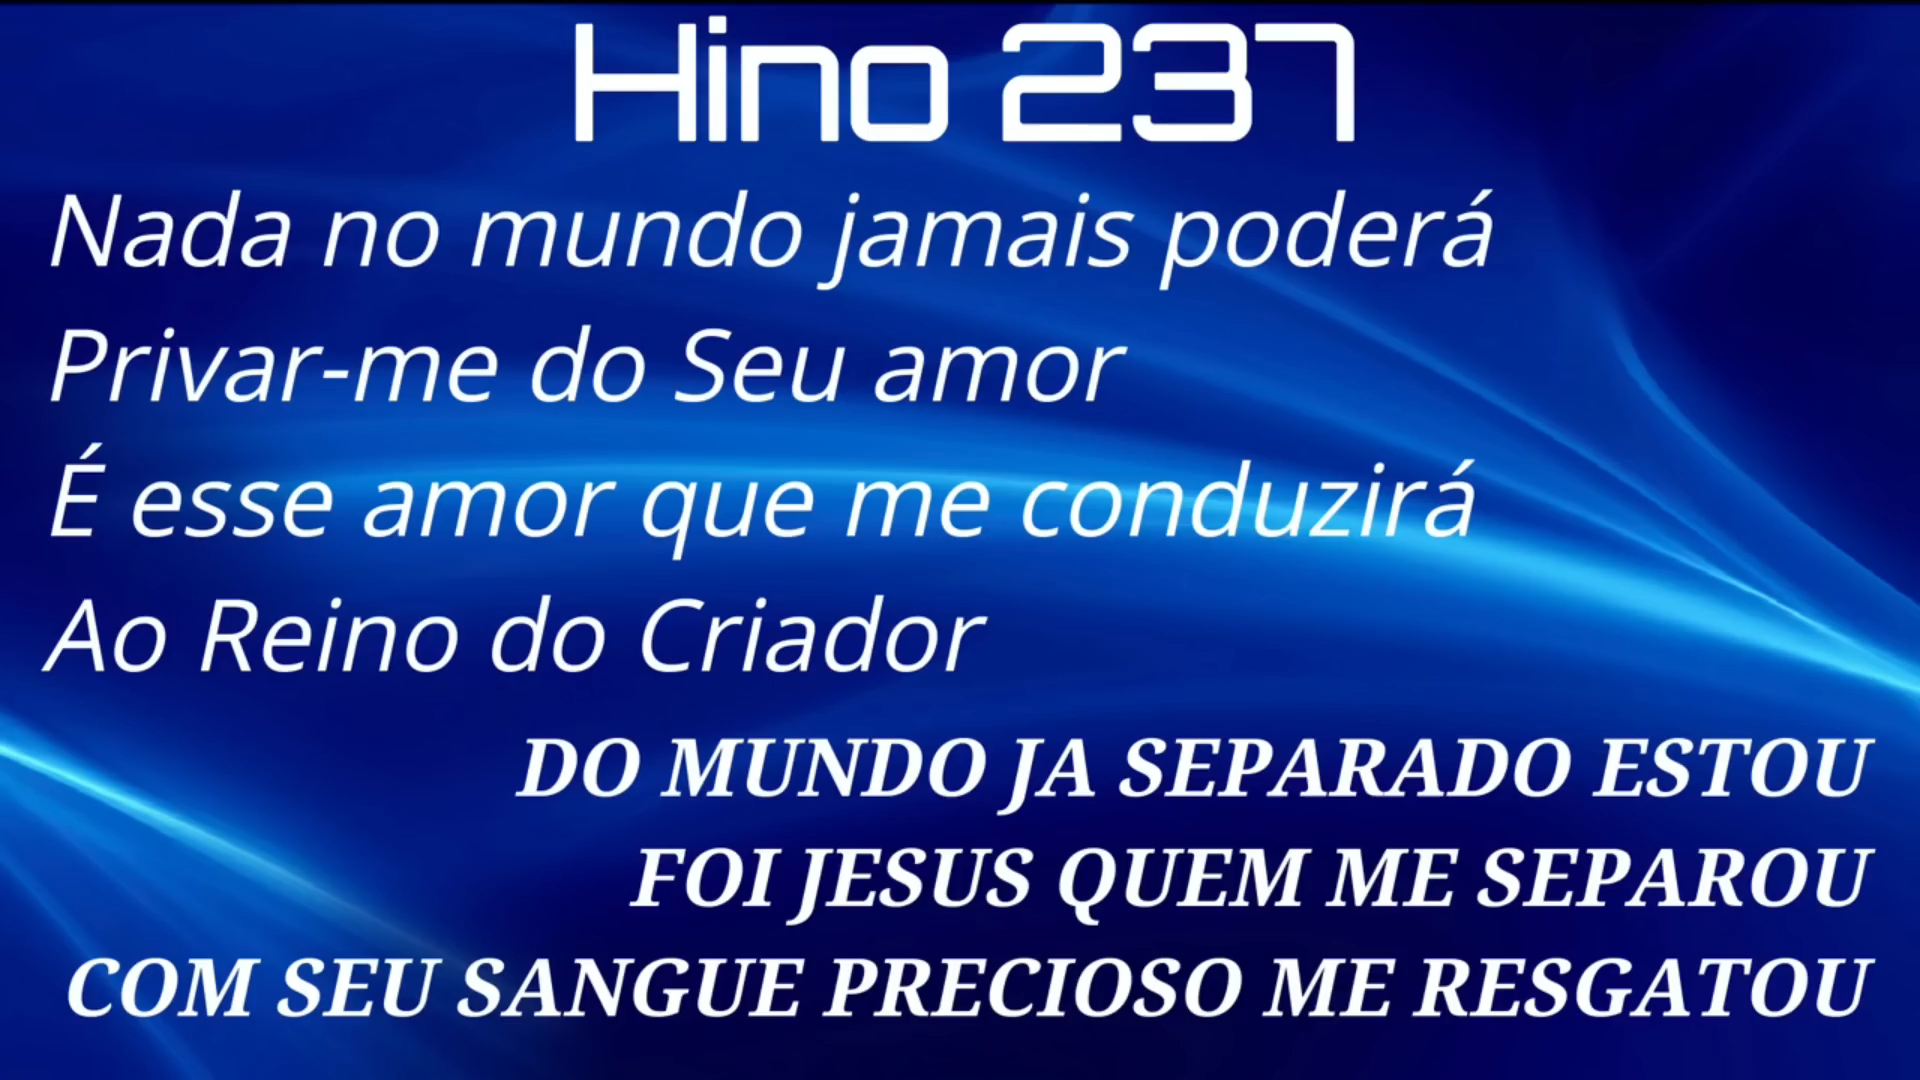 Hino 237
Nada no mundo jamais poderá
Privar-me do Seu amor
É esse amor que me conduzirá
Ao Reino do Criador
DO MUNDO JA SEPARADO ESTOU
FOI JESUS QUEM ME SEPAROU
COM SEU SANGUE PRECIOSO ME RESGATOU